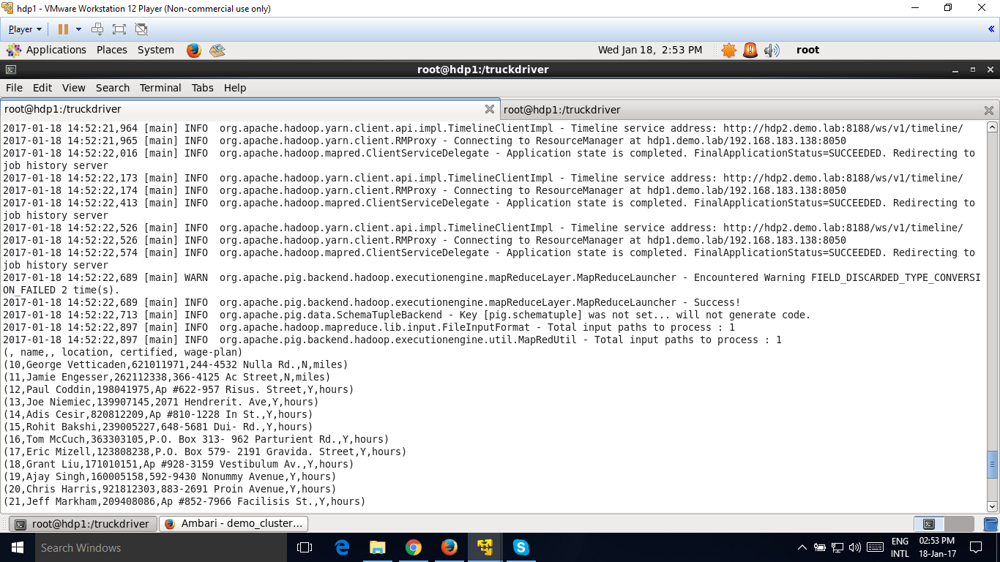 hdp1 - VMware Workstation 12 Player (Non-commercial use only)
Player
Applications Places System Wed Jan 18, 2:53 PM root
root@hdp1:/truckdriver
File Edit View Search Terminal Tabs Help
root@hdp1:/truckdriver root@hdp1:/truckdriver
2017-01-18 14:52:21,964 [main] INFO  org.apache.hadoop.yarn.client.api.impl.TimelineClientImpl - Timeline service address: http://hdp2.demo.lab:8188/ws/v1/timeline/
2017-01-18 14:52:21,965 [main] INFO  org.apache.hadoop.yarn.client.RMProxy - Connecting to ResourceManager at hdp1.demo.lab/192.168.183.138:8050
2017-01-18 14:52:22,016 [main] INFO  org.apache.hadoop.mapred.ClientServiceDelegate - Application state is completed. FinalApplicationStatus=SUCCEEDED. Redirecting to
job history server
2017-01-18 14:52:22,173 [main] INFO  org.apache.hadoop.yarn.client.api.impl.TimelineClientImpl - Timeline service address: http://hdp2.demo.lab:8188/ws/v1/timeline/
2017-01-18 14:52:22,174 [main] INFO  org.apache.hadoop.yarn.client.RMProxy - Connecting to ResourceManager at hdp1.demo.lab/192.168.183.138:8050
2017-01-18 14:52:22,413 [main] INFO  org.apache.hadoop.mapred.ClientServiceDelegate - Application state is completed. FinalApplicationStatus=SUCCEEDED. Redirecting to
job history server
2017-01-18 14:52:22,526 [main] INFO  org.apache.hadoop.yarn.client.api.impl.TimelineClientImpl - Timeline service address: http://hdp2.demo.lab:8188/ws/v1/timeline/
2017-01-18 14:52:22,526 [main] INFO  org.apache.hadoop.yarn.client.RMProxy - Connecting to ResourceManager at hdp1.demo.lab/192.168.183.138:8050
2017-01-18 14:52:22,574 [main] INFO  org.apache.hadoop.mapred.ClientServiceDelegate - Application state is completed. FinalApplicationStatus=SUCCEEDED. Redirecting to
job history server
2017-01-18 14:52:22,689 [main] WARN  org.apache.pig.backend.hadoop.executionengine.mapReduceLayer.MapReduceLauncher - Encountered Warning FIELD_DISCARDED_TYPE_CONVERSI
ON_FAILED 2 time(s).
2017-01-18 14:52:22,689 [main] INFO  org.apache.pig.backend.hadoop.executionengine.mapReduceLayer.MapReduceLauncher - Success!
2017-01-18 14:52:22,713 [main] INFO  org.apache.pig.data.SchemaTupleBackend - Key [pig.schematuple] was not set... will not generate code.
2017-01-18 14:52:22,897 [main] INFO  org.apache.hadoop.mapreduce.lib.input.FileInputFormat - Total input paths to process : 1
2017-01-18 14:52:22,897 [main] INFO  org.apache.pig.backend.hadoop.executionengine.util.MapRedUtil - Total input paths to process : 1
(, name,, location, certified, wage-plan)
(10,George Vetticaden,621011971,244-4532 Nulla Rd.,N,miles)
(11,Jamie Engesser,262112338,366-4125 Ac Street,N,miles)
(12,Paul Coddin,198041975,Ap #622-957 Risus. Street,Y,hours)
(13,Joe Niemiec,139907145,2071 Hendrerit. Ave,Y,hours)
(14,Adis Cesir,820812209,Ap #810-1228 In St.,Y,hours)
(15,Rohit Bakshi,239005227,648-5681 Dui- Rd.,Y,hours)
(16,Tom McCuch,363303105,P.O. Box 313- 962 Parturient Rd.,Y,hours)
(17,Eric Mizell,123808238,P.O. Box 579- 2191 Gravida. Street,Y,hours)
(18,Grant Liu,171010151,Ap #928-3159 Vestibulum Av.,Y,hours)
(19,Ajay Singh,160005158,592-9430 Nonummy Avenue,Y,hours)
(20,Chris Harris,921812303,883-2691 Proin Avenue,Y,hours)
(21,Jeff Markham,209408086,Ap #852-7966 Facilisis St.,Y,hours)
root@hdp1:/truckdriver Ambari - demo_cluster...
Search Windows ENG 02:53 PM
INTL 18-Jan-17